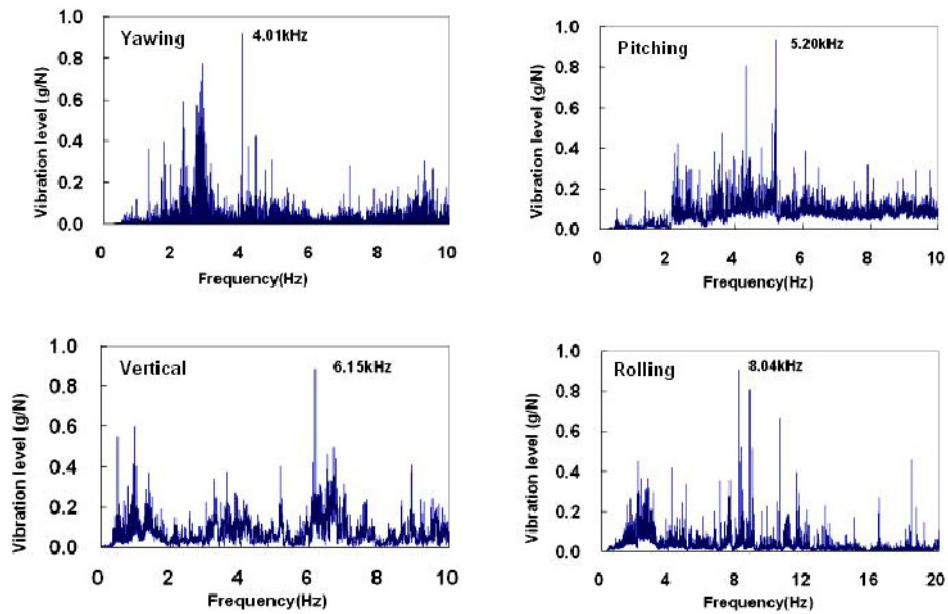 Yawing
4.01kHz
Vibration level (g/N)
1.0
0.8
0.6
0.4
0.2
0.0
0 2 4 6 8 10
Frequency(Hz)
Pitching
5.20kHz
Vibration level (g/N)
1.0
0.8
0.6
0.4
0.2
0.0
0 2 4 6 8 10
Frequency(Hz)
Vertical
6.15kHz
Vibration level (g/N)
1.0
0.8
0.6
0.4
0.2
0.0
0 2 4 6 8 10
Frequency(Hz)
Rolling
8.04kHz
Vibration level (g/N)
1.0
0.8
0.6
0.4
0.2
0.0
0 4 8 12 16 20
Frequency(Hz)